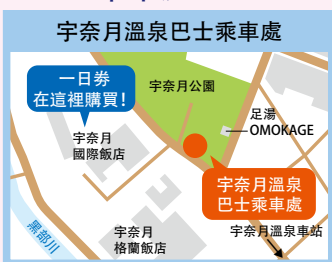 宇奈月溫泉巴士乘車處
一日券
在這裡購買！
宇奈月公園
足湯
OMOKAGE
宇奈月
國際飯店
宇奈月溫泉
巴士乘車處
宇奈月溫泉車站
宇奈月
格蘭飯店
黑部川